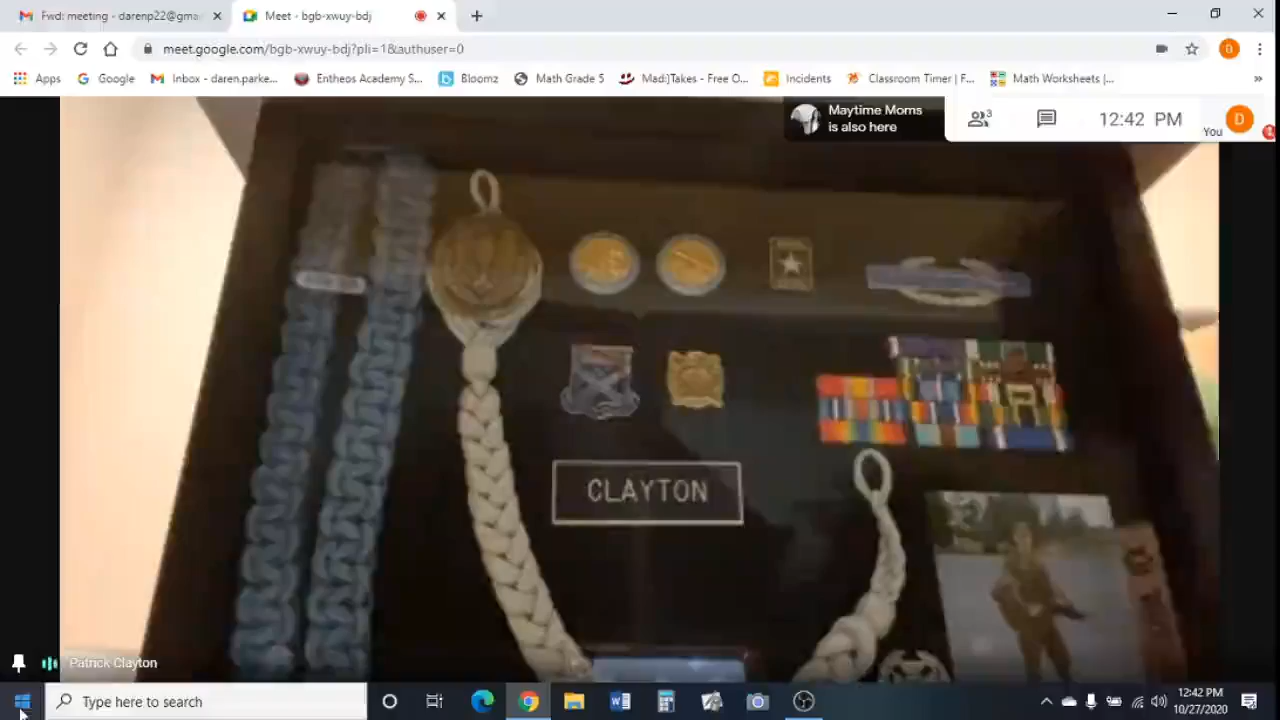 Fwd: meeting - darenp22@gma
Meet - bgb-xwuy-bdj
meet.google.com/bgb-xwuy-bdj?pli=1&authuser=0
D
Apps
Google
Inbox - daren.parke...
Entheos Academy S...
Bloomz
Math Grade 5
Mad:)Takes - Free O...
Incidents
Classroom Timer | F...
Math Worksheets |...
»
Maytime Moms
is also here
3
12:42 PM
You
D
CLAYTON
Patrick Clayton
Type here to search
12:42 PM
10/27/2020